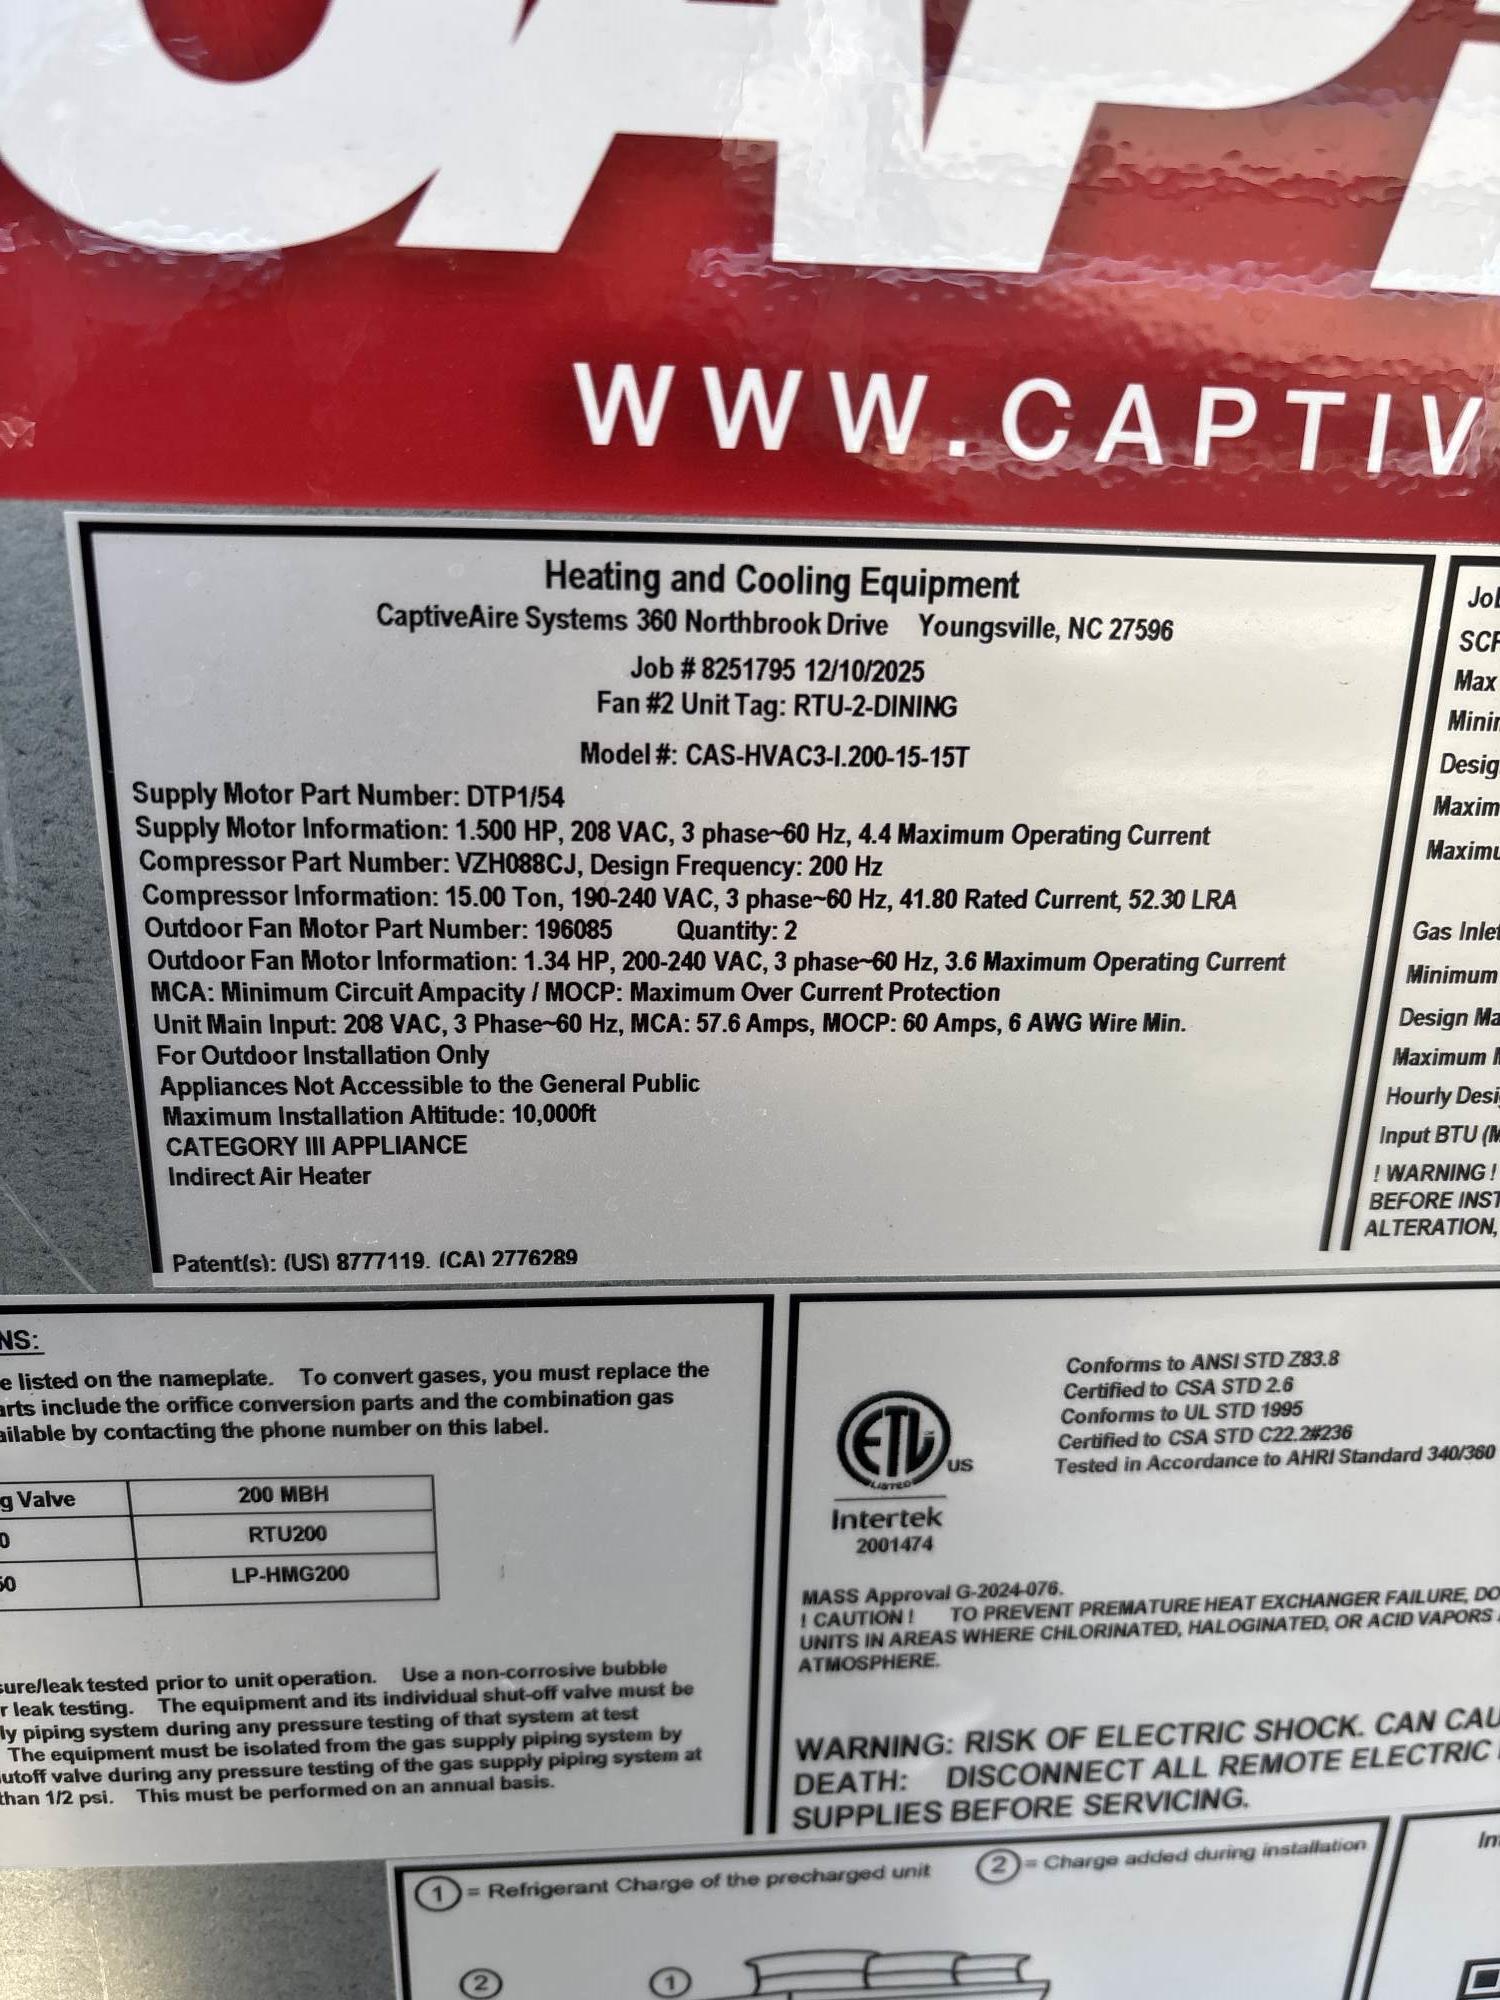 CAPT
WWW.CAPTIV
Heating and Cooling Equipment
CaptiveAire Systems 360 Northbrook Drive Youngsville, NC 27596
Job # 8251795 12/10/2025
Fan #2 Unit Tag: RTU-2-DINING
Model #: CAS-HVAC3-I.200-15-15T
Supply Motor Part Number: DTP1/54
Supply Motor Information: 1.500 HP, 208 VAC, 3 phase~60 Hz, 4.4 Maximum Operating Current
Compressor Part Number: VZH088CJ, Design Frequency: 200 Hz
Compressor Information: 15.00 Ton, 190-240 VAC, 3 phase~60 Hz, 41.80 Rated Current, 52.30 LRA
Outdoor Fan Motor Part Number: 196085 Quantity: 2
Outdoor Fan Motor Information: 1.34 HP, 200-240 VAC, 3 phase~60 Hz, 3.6 Maximum Operating Current
MCA: Minimum Circuit Ampacity / MOCP: Maximum Over Current Protection
Unit Main Input: 208 VAC, 3 Phase~60 Hz, MCA: 57.6 Amps, MOCP: 60 Amps, 6 AWG Wire Min.
For Outdoor Installation Only
Appliances Not Accessible to the General Public
Maximum Installation Altitude: 10,000ft
CATEGORY III APPLIANCE
Indirect Air Heater
Patent(s): (US) 8777119. (CA) 2776289
Job
SCF
Max
Minin
Desig
Maxim
Maximu
Gas Inlet
Minimum
Design Ma
Maximum M
Hourly Desi
Input BTU (M
! WARNING !
BEFORE INST
ALTERATION,
NS:
e listed on the nameplate. To convert gases, you must replace the
arts include the orifice conversion parts and the combination gas
ailable by contacting the phone number on this label.
g Valve 200 MBH
0 RTU200
50 LP-HMG200
sure/leak tested prior to unit operation. Use a non-corrosive bubble
r leak testing. The equipment and its individual shut-off valve must be
ly piping system during any pressure testing of that system at test
The equipment must be isolated from the gas supply piping system by
utoff valve during any pressure testing of the gas supply piping system at
than 1/2 psi. This must be performed on an annual basis.
ETL
LISTED
US
Intertek
2001474
Conforms to ANSI STD Z83.8
Certified to CSA STD 2.6
Conforms to UL STD 1995
Certified to CSA STD C22.2#236
Tested in Accordance to AHRI Standard 340/360
MASS Approval G-2024-076.
! CAUTION ! TO PREVENT PREMATURE HEAT EXCHANGER FAILURE, DO
UNITS IN AREAS WHERE CHLORINATED, HALOGINATED, OR ACID VAPORS
ATMOSPHERE.
WARNING: RISK OF ELECTRIC SHOCK. CAN CAU
DEATH: DISCONNECT ALL REMOTE ELECTRIC
SUPPLIES BEFORE SERVICING.
1 = Refrigerant Charge of the precharged unit 2 = Charge added during installation
2 1